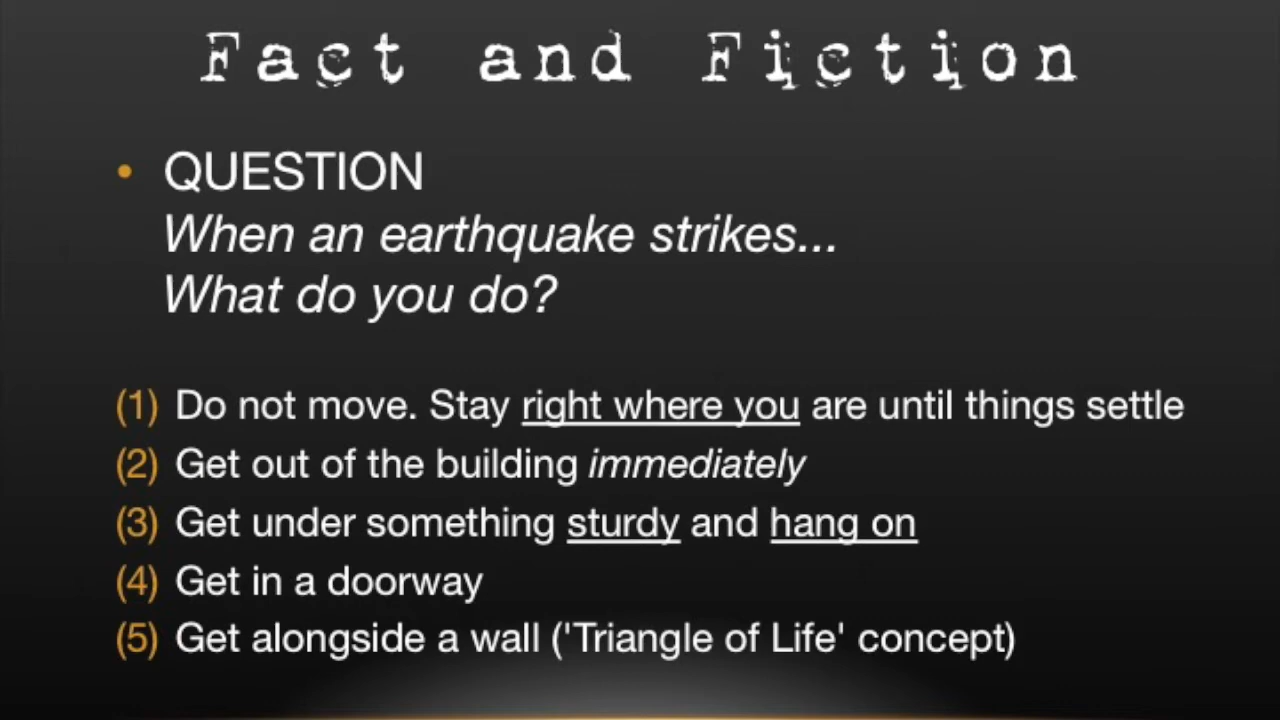 Fact and Fiction
• QUESTION
When an earthquake strikes...
What do you do?
(1) Do not move. Stay right where you are until things settle
(2) Get out of the building immediately
(3) Get under something sturdy and hang on
(4) Get in a doorway
(5) Get alongside a wall ('Triangle of Life' concept)